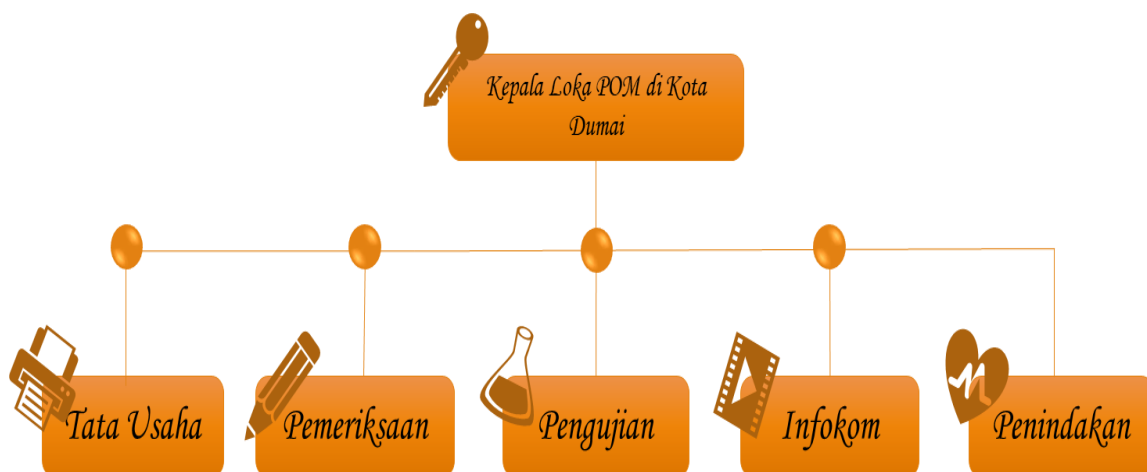 Kepala Loka POM di Kota
Dumai
Tata Usaha
Pemeriksaan
Pengujian
Infokom
Penindakan